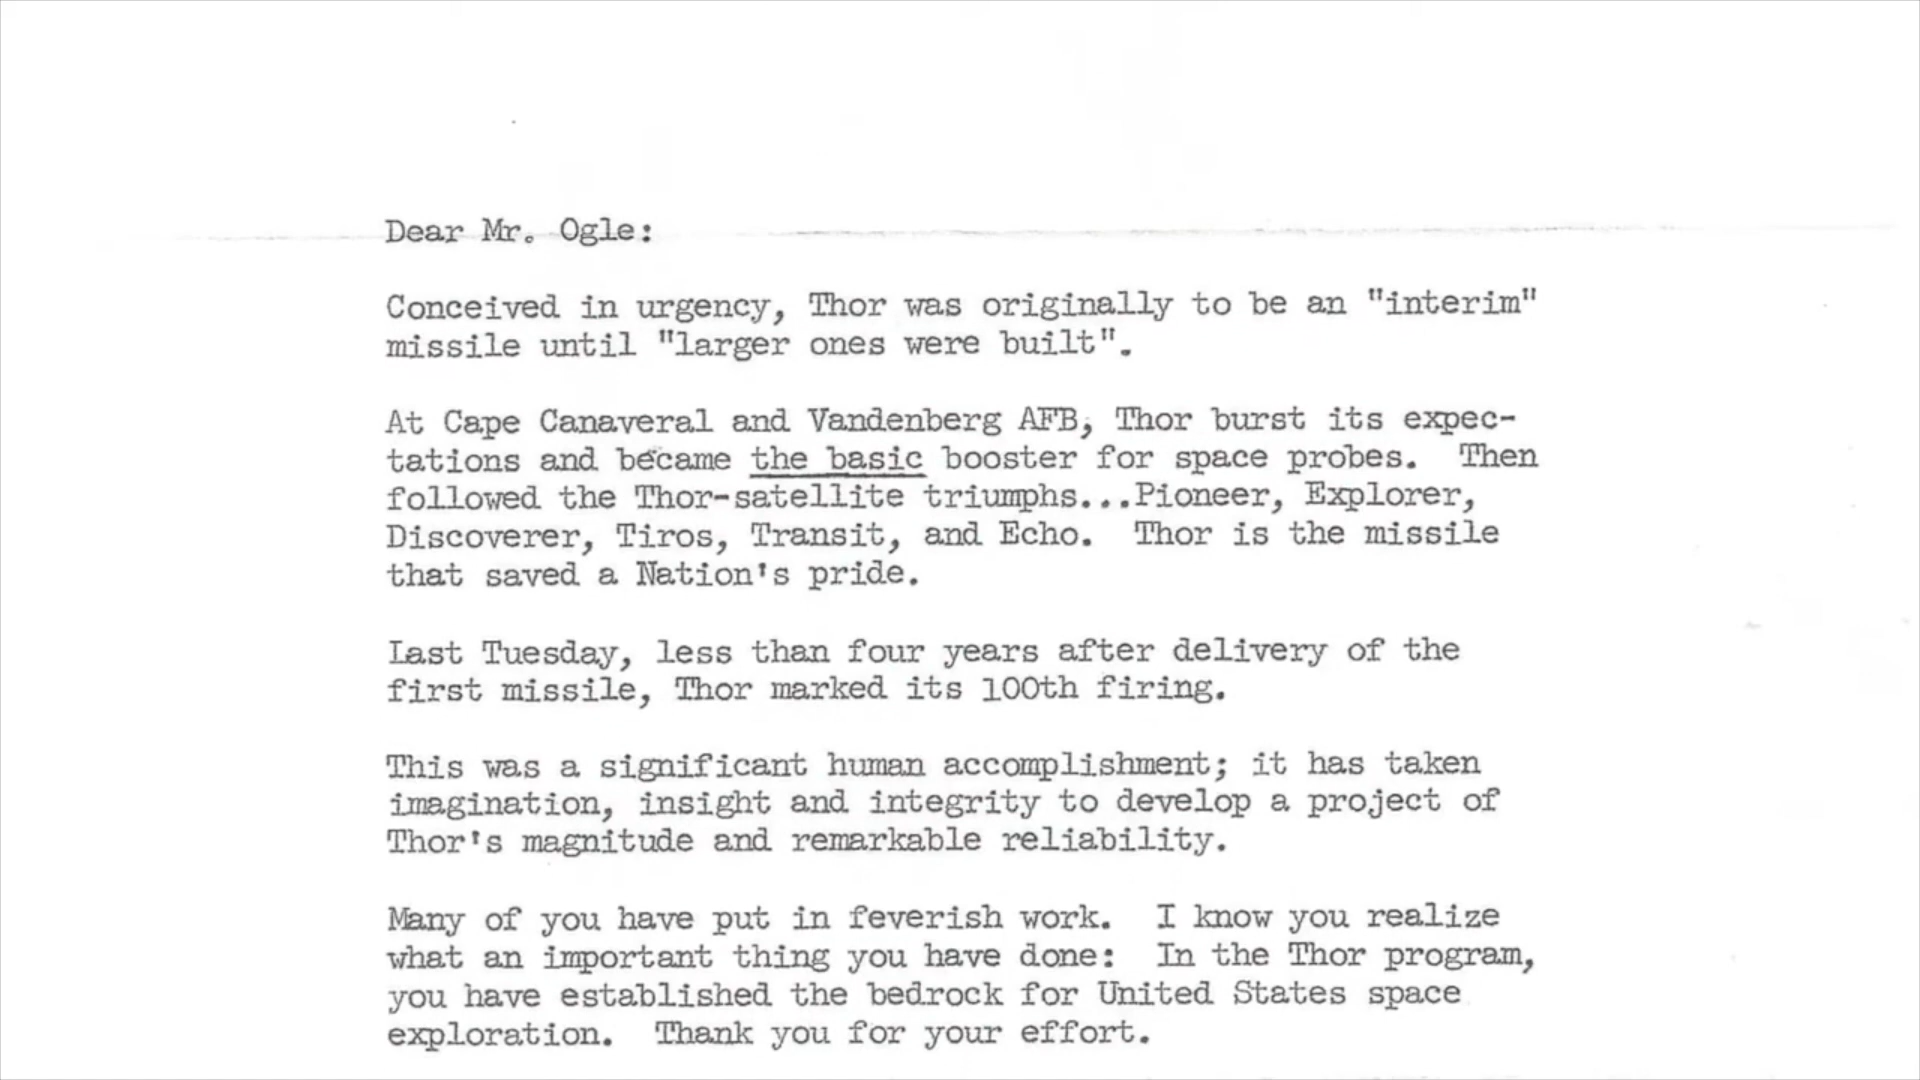 Dear Mr. Ogle:
Conceived in urgency, Thor was originally to be an "interim"
missile until "larger ones were built".
At Cape Canaveral and Vandenberg AFB, Thor burst its expec-
tations and became the basic booster for space probes. Then
followed the Thor-satellite triumphs...Pioneer, Explorer,
Discoverer, Tiros, Transit, and Echo. Thor is the missile
that saved a Nation's pride.
Last Tuesday, less than four years after delivery of the
first missile, Thor marked its 100th firing.
This was a significant human accomplishment; it has taken
imagination, insight and integrity to develop a project of
Thor's magnitude and remarkable reliability.
Many of you have put in feverish work. I know you realize
what an important thing you have done: In the Thor program,
you have established the bedrock for United States space
exploration. Thank you for your effort.